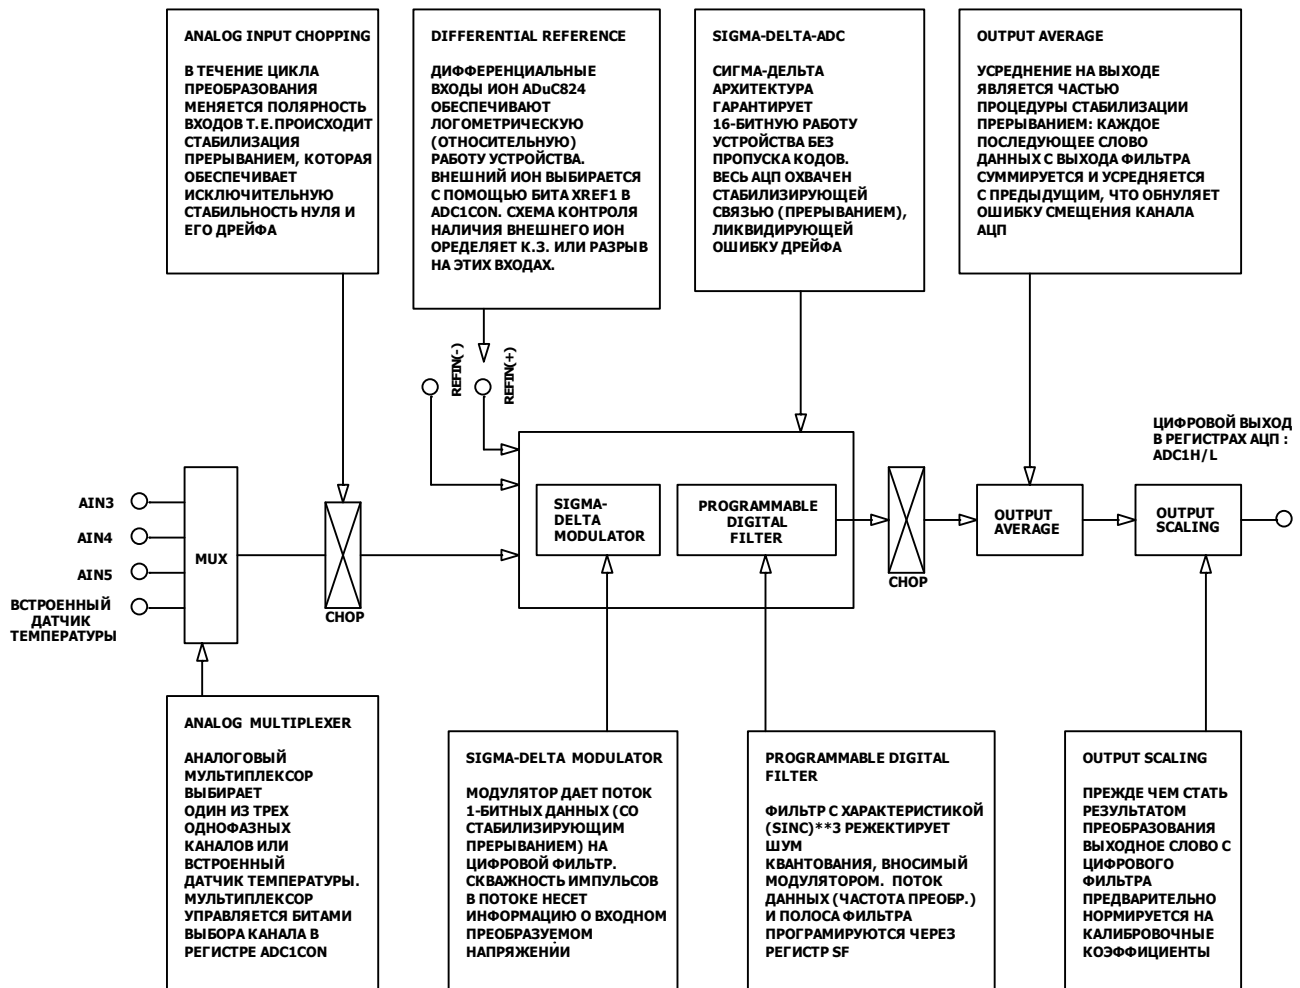 ANALOG INPUT CHOPPING
В ТЕЧЕНИЕ ЦИКЛА
ПРЕОБРАЗОВАНИЯ
МЕНЯЕТСЯ ПОЛЯРНОСТЬ
ВХОДОВ Т.Е.ПРОИСХОДИТ
СТАБИЛИЗАЦИЯ
ПРЕРЫВАНИЕМ, КОТОРАЯ
ОБЕСПЕЧИВАЕТ
ИСКЛЮЧИТЕЛЬНУЮ
СТАБИЛЬНОСТЬ НУЛЯ И
ЕГО ДРЕЙФА
DIFFERENTIAL REFERENCE
ДИФФЕРЕНЦИАЛЬНЫЕ
ВХОДЫ ИОН ADuC824
ОБЕСПЕЧИВАЮТ
ЛОГОМЕТРИЧЕСКУЮ
(ОТНОСИТЕЛЬНУЮ)
РАБОТУ УСТРОЙСТВА.
ВНЕШНИЙ ИОН ВЫБИРАЕТСЯ
С ПОМОЩЬЮ БИТА XREF1 В
ADC1CON. СХЕМА КОНТРОЛЯ
НАЛИЧИЯ ВНЕШНЕГО ИОН
ОРЕДЕЛЯЕТ К.З. ИЛИ РАЗРЫВ
НА ЭТИХ ВХОДАХ.
SIGMA-DELTA-ADC
СИГМА-ДЕЛЬТА
АРХИТЕКТУРА
ГАРАНТИРУЕТ
16-БИТНУЮ РАБОТУ
УСТРОЙСТВА БЕЗ
ПРОПУСКА КОДОВ.
ВЕСЬ АЦП ОХВАЧЕН
СТАБИЛИЗИРУЮЩЕЙ
СВЯЗЬЮ (ПРЕРЫВАНИЕМ),
ЛИКВИДИРУЮЩЕЙ
ОШИБКУ ДРЕЙФА
OUTPUT AVERAGE
УСРЕДНЕНИЕ НА ВЫХОДЕ
ЯВЛЯЕТСЯ ЧАСТЬЮ
ПРОЦЕДУРЫ СТАБИЛИЗАЦИИ
ПРЕРЫВАНИЕМ: КАЖДОЕ
ПОСЛЕДУЮЩЕЕ СЛОВО
ДАННЫХ С ВЫХОДА ФИЛЬТРА
СУММИРУЕТСЯ И УСРЕДНЯЕТСЯ
С ПРЕДЫДУЩИМ, ЧТО ОБНУЛЯЕТ
ОШИБКУ СМЕЩЕНИЯ КАНАЛА
АЦП
REFIN(-)
REFIN(+)
ЦИФРОВОЙ ВЫХОД
В РЕГИСТРАХ АЦП :
ADC1H/L
AIN3
AIN4
AIN5
ВСТРОЕННЫЙ
ДАТЧИК
ТЕМПЕРАТУРЫ
MUX
CHOP
SIGMA-
DELTA
MODULATOR
PROGRAMMABLE
DIGITAL
FILTER
CHOP
OUTPUT
AVERAGE
OUTPUT
SCALING
ANALOG MULTIPLEXER
АНАЛОГОВЫЙ
МУЛЬТИПЛЕКСОР
ВЫБИРАЕТ
ОДИН ИЗ ТРЕХ
ОДНОФАЗНЫХ
КАНАЛОВ ИЛИ
ВСТРОЕННЫЙ
ДАТЧИК ТЕМПЕРАТУРЫ.
МУЛЬТИПЛЕКСОР
УПРАВЛЯЕТСЯ БИТАМИ
ВЫБОРА КАНАЛА В
РЕГИСТРЕ ADC1CON
SIGMA-DELTA MODULATOR
МОДУЛЯТОР ДАЕТ ПОТОК
1-БИТНЫХ ДАННЫХ (СО
СТАБИЛИЗИРУЮЩИМ
ПРЕРЫВАНИЕМ) НА
ЦИФРОВОЙ ФИЛЬТР.
СКВАЖНОСТЬ ИМПУЛЬСОВ
В ПОТОКЕ НЕСЕТ
ИНФОРМАЦИЮ О ВХОДНОМ
ПРЕОБРАЗУЕМОМ
НАПРЯЖЕНИИ
PROGRAMMABLE DIGITAL
FILTER
ФИЛЬТР С ХАРАКТЕРИСТИКОЙ
(SINC)**3 РЕЖЕКТИРУЕТ
ШУМ
КВАНТОВАНИЯ, ВНОСИМЫЙ
МОДУЛЯТОРОМ. ПОТОК
ДАННЫХ (ЧАСТОТА ПРЕОБР.)
И ПОЛОСА ФИЛЬТРА
ПРОГРАМИРУЮТСЯ ЧЕРЕЗ
РЕГИСТР SF
OUTPUT SCALING
ПРЕЖДЕ ЧЕМ СТАТЬ
РЕЗУЛЬТАТОМ
ПРЕОБРАЗОВАНИЯ
ВЫХОДНОЕ СЛОВО С
ЦИФРОВОГО
ФИЛЬТРА
ПРЕДВАРИТЕЛЬНО
НОРМИРУЕТСЯ НА
КАЛИБРОВОЧНЫЕ
КОЭФФИЦИЕНТЫ